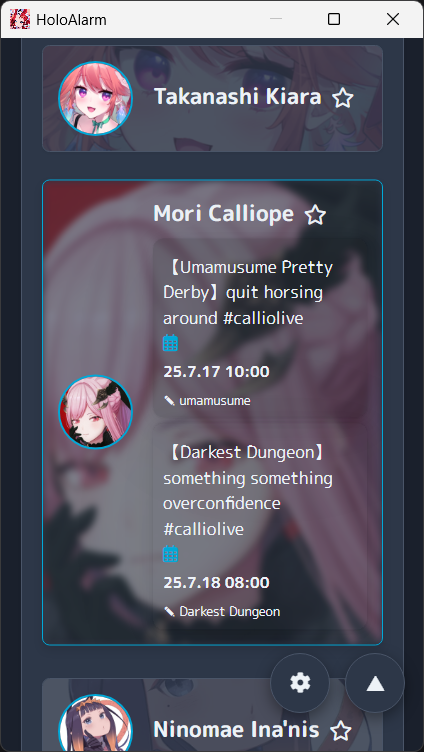 HoloAlarm
Takanashi Kiara
Mori Calliope
【Umamusume Pretty
Derby】quit horsing
around #calliolive
25.7.17 10:00
umamusume
【Darkest Dungeon】
something something
overconfidence
#calliolive
25.7.18 08:00
Darkest Dungeon
Ninomae Ina'nis